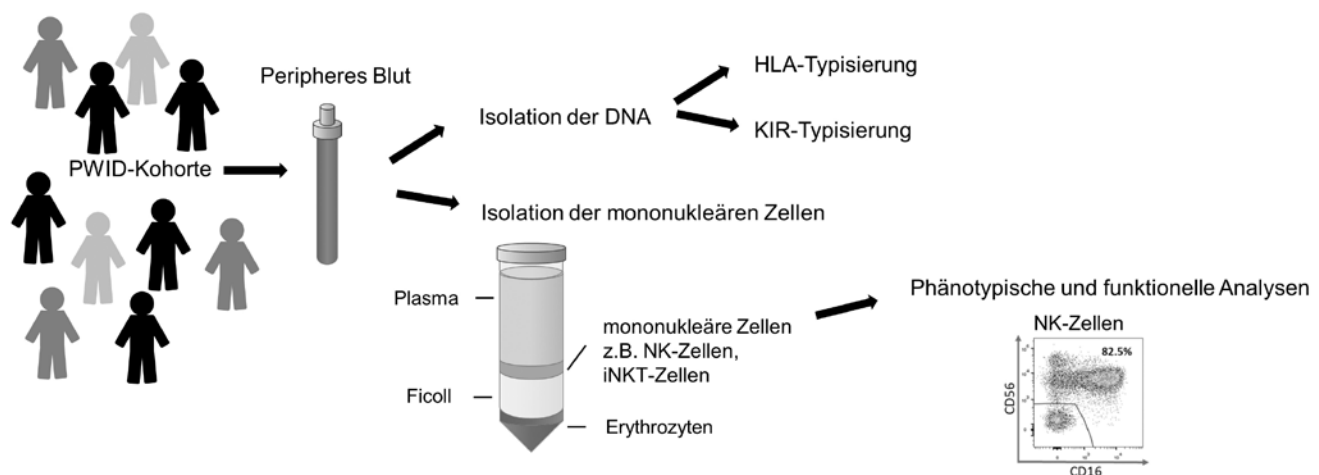 Peripheres Blut
PWID-Kohorte
Isolation der DNA
HLA-Typisierung
KIR-Typisierung
Isolation der mononukleären Zellen
Plasma
Ficoll
mononukleäre Zellen
z.B. NK-Zellen,
iNKT-Zellen
Erythrozyten
Phänotypische und funktionelle Analysen
NK-Zellen
82.5%
CD56
CD16